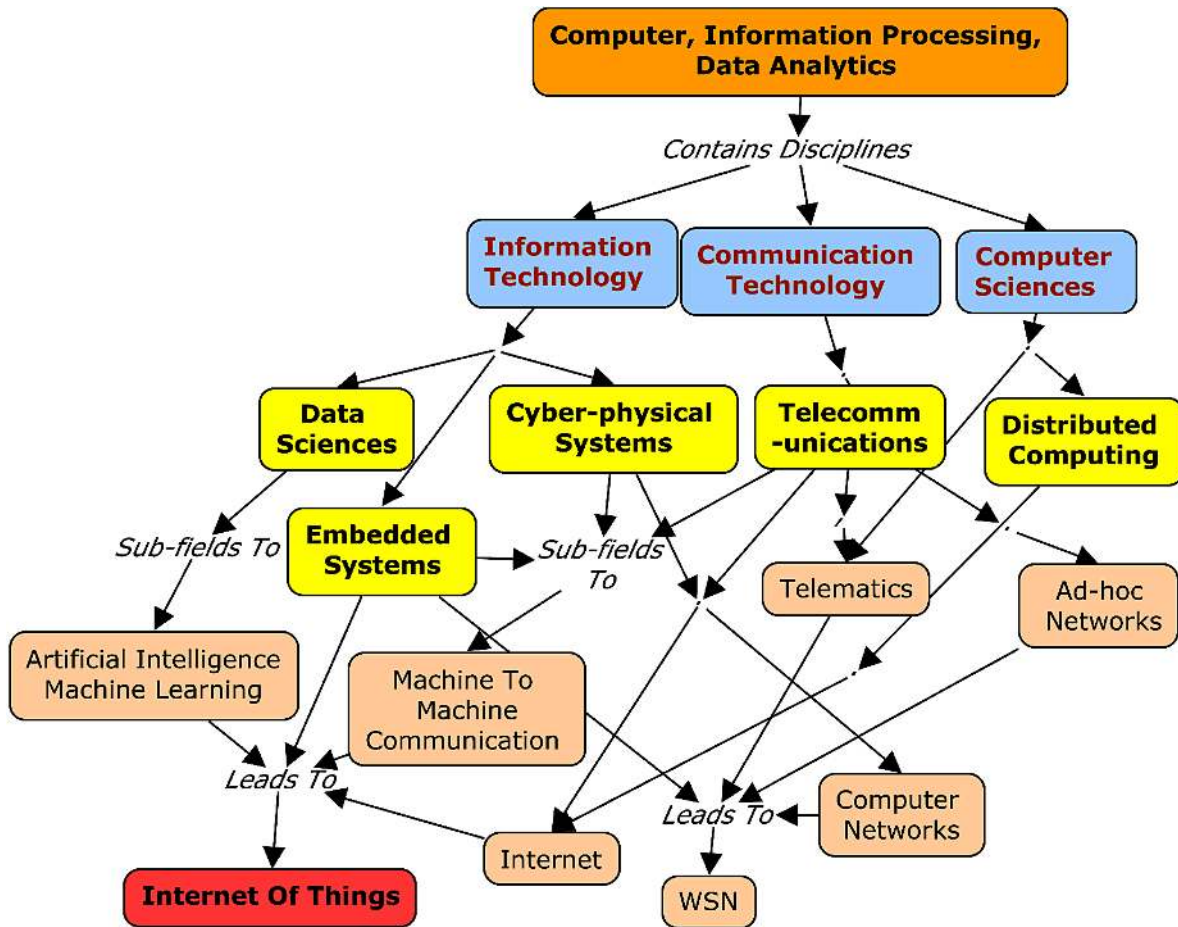 Computer, Information Processing,
Data Analytics
Contains Disciplines
Information
Technology
Communication
Technology
Computer
Sciences
Data
Sciences
Cyber-physical
Systems
Telecomm
-unications
Distributed
Computing
Sub-fields To
Embedded
Systems
Sub-fields
To
Telematics
Ad-hoc
Networks
Artificial Intelligence
Machine Learning
Machine To
Machine
Communication
Leads To
Leads To
Computer
Networks
Internet
Internet Of Things
WSN